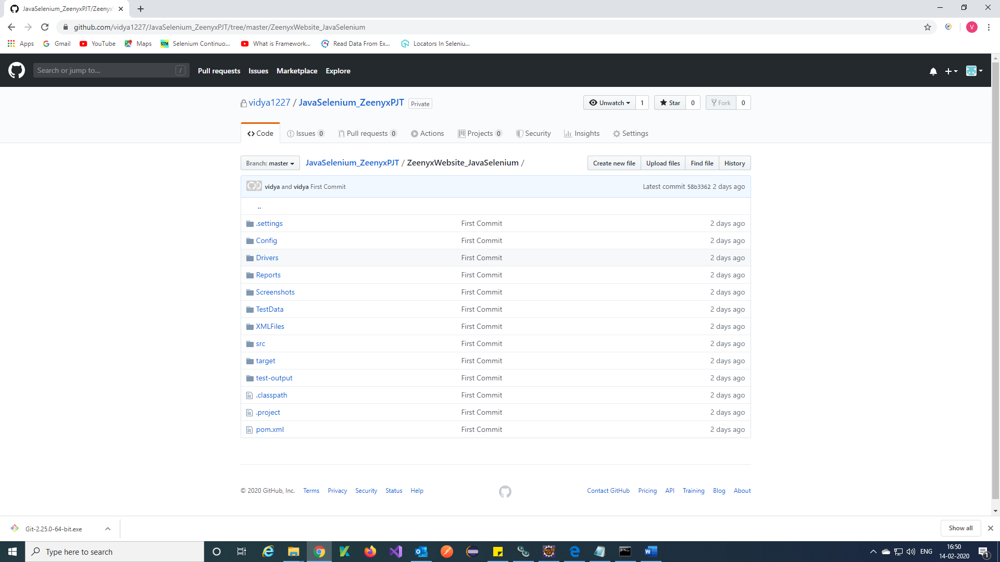 JavaSelenium_ZeenyxPJT/Zeenyx
github.com/vidya1227/JavaSelenium_ZeenyxPJT/tree/master/ZeenyxWebsite_JavaSelenium
V
Apps Gmail YouTube Maps STM Selenium Continuo... What is Framework... Read Data From Ex... Locators In Seleniu...
Search or jump to... / Pull requests Issues Marketplace Explore
vidya1227 / JavaSelenium_ZeenyxPJT Private Unwatch 1 Star 0 Fork 0
Code Issues 0 Pull requests 0 Actions Projects 0 Security Insights Settings
Branch: master JavaSelenium_ZeenyxPJT / ZeenyxWebsite_JavaSelenium / Create new file Upload files Find file History
vidya and vidya First Commit Latest commit 58b3362 2 days ago
..
.settings First Commit 2 days ago
Config First Commit 2 days ago
Drivers First Commit 2 days ago
Reports First Commit 2 days ago
Screenshots First Commit 2 days ago
TestData First Commit 2 days ago
XMLFiles First Commit 2 days ago
src First Commit 2 days ago
target First Commit 2 days ago
test-output First Commit 2 days ago
.classpath First Commit 2 days ago
.project First Commit 2 days ago
pom.xml First Commit 2 days ago
© 2020 GitHub, Inc. Terms Privacy Security Status Help Contact GitHub Pricing API Training Blog About
Git-2.25.0-64-bit.exe Show all
Type here to search ENG 16:50
14-02-2020 1